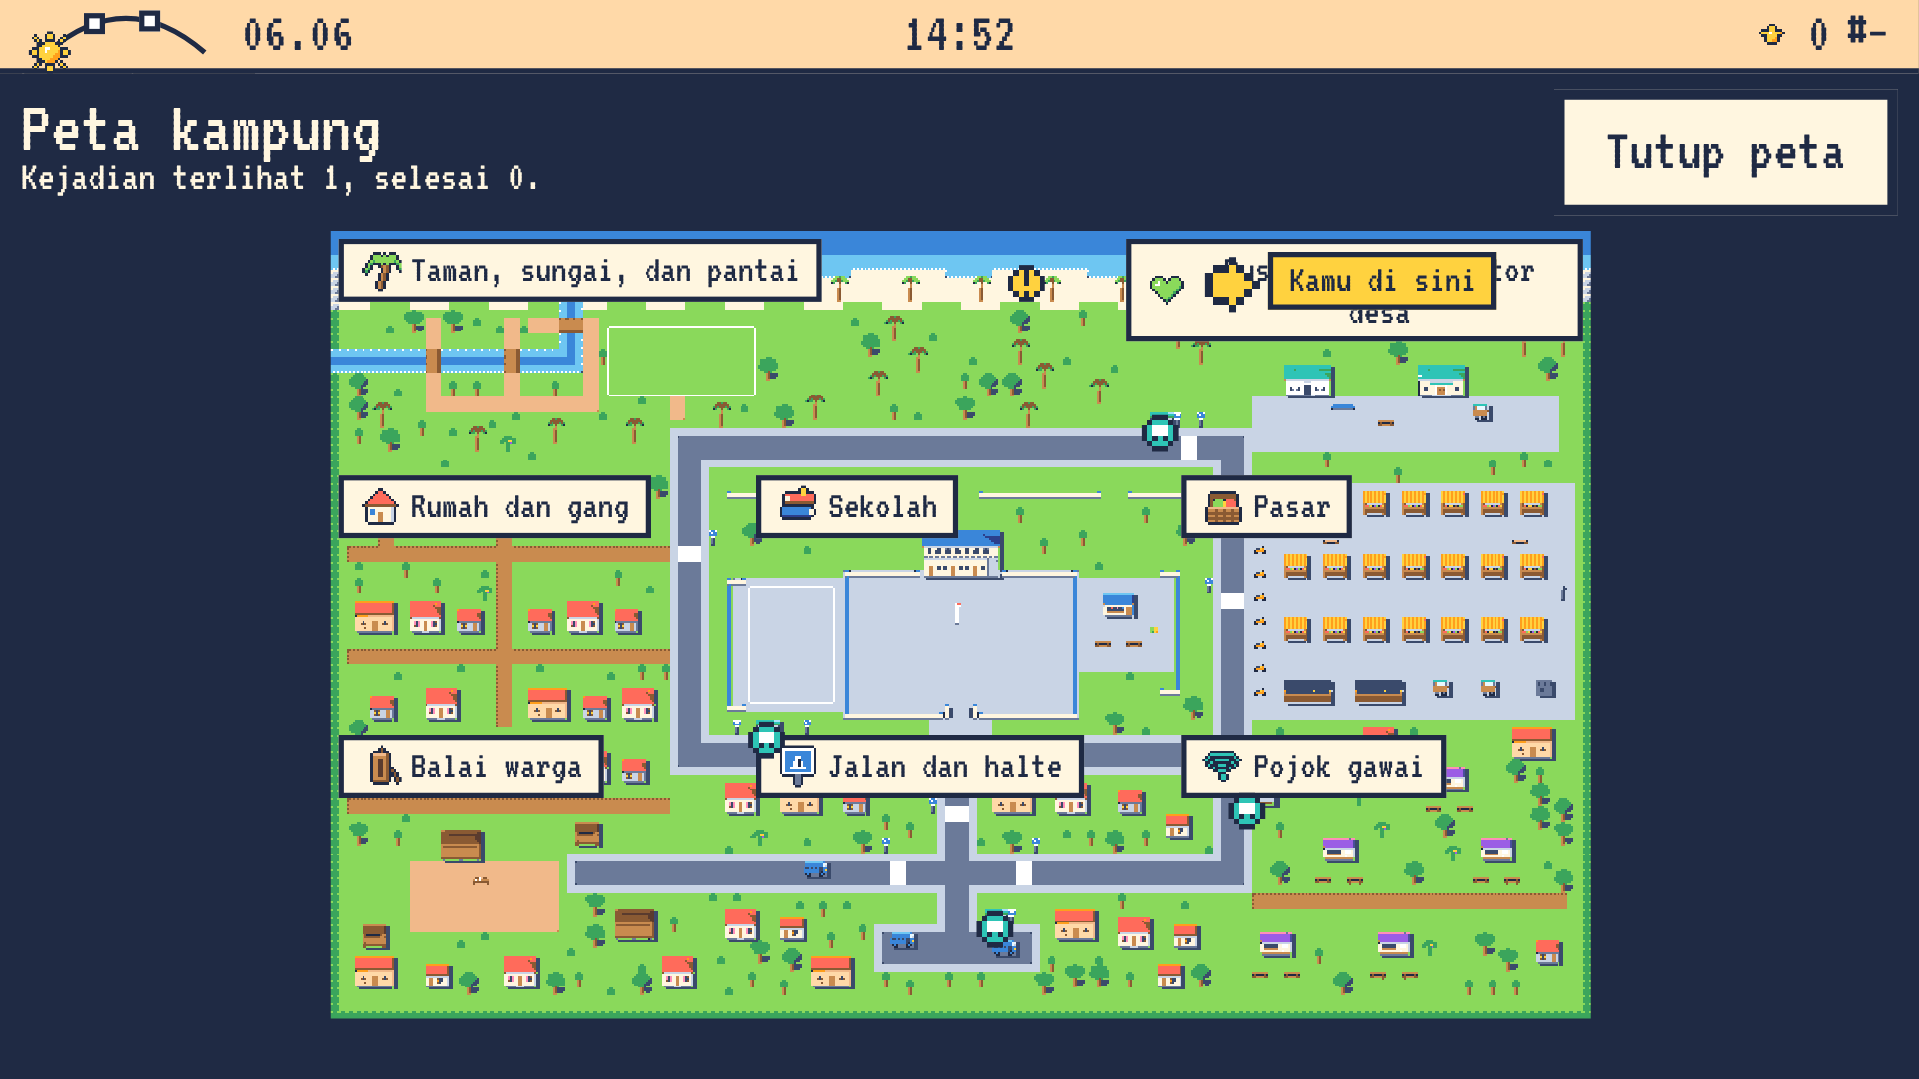 06.06
14:52
0 #-
Peta kampung
Kejadian terlihat 1, selesai 0.
Tutup peta
Taman, sungai, dan pantai
Kamu di sini
desa
Rumah dan gang
Sekolah
Pasar
Balai warga
Jalan dan halte
Pojok gawai